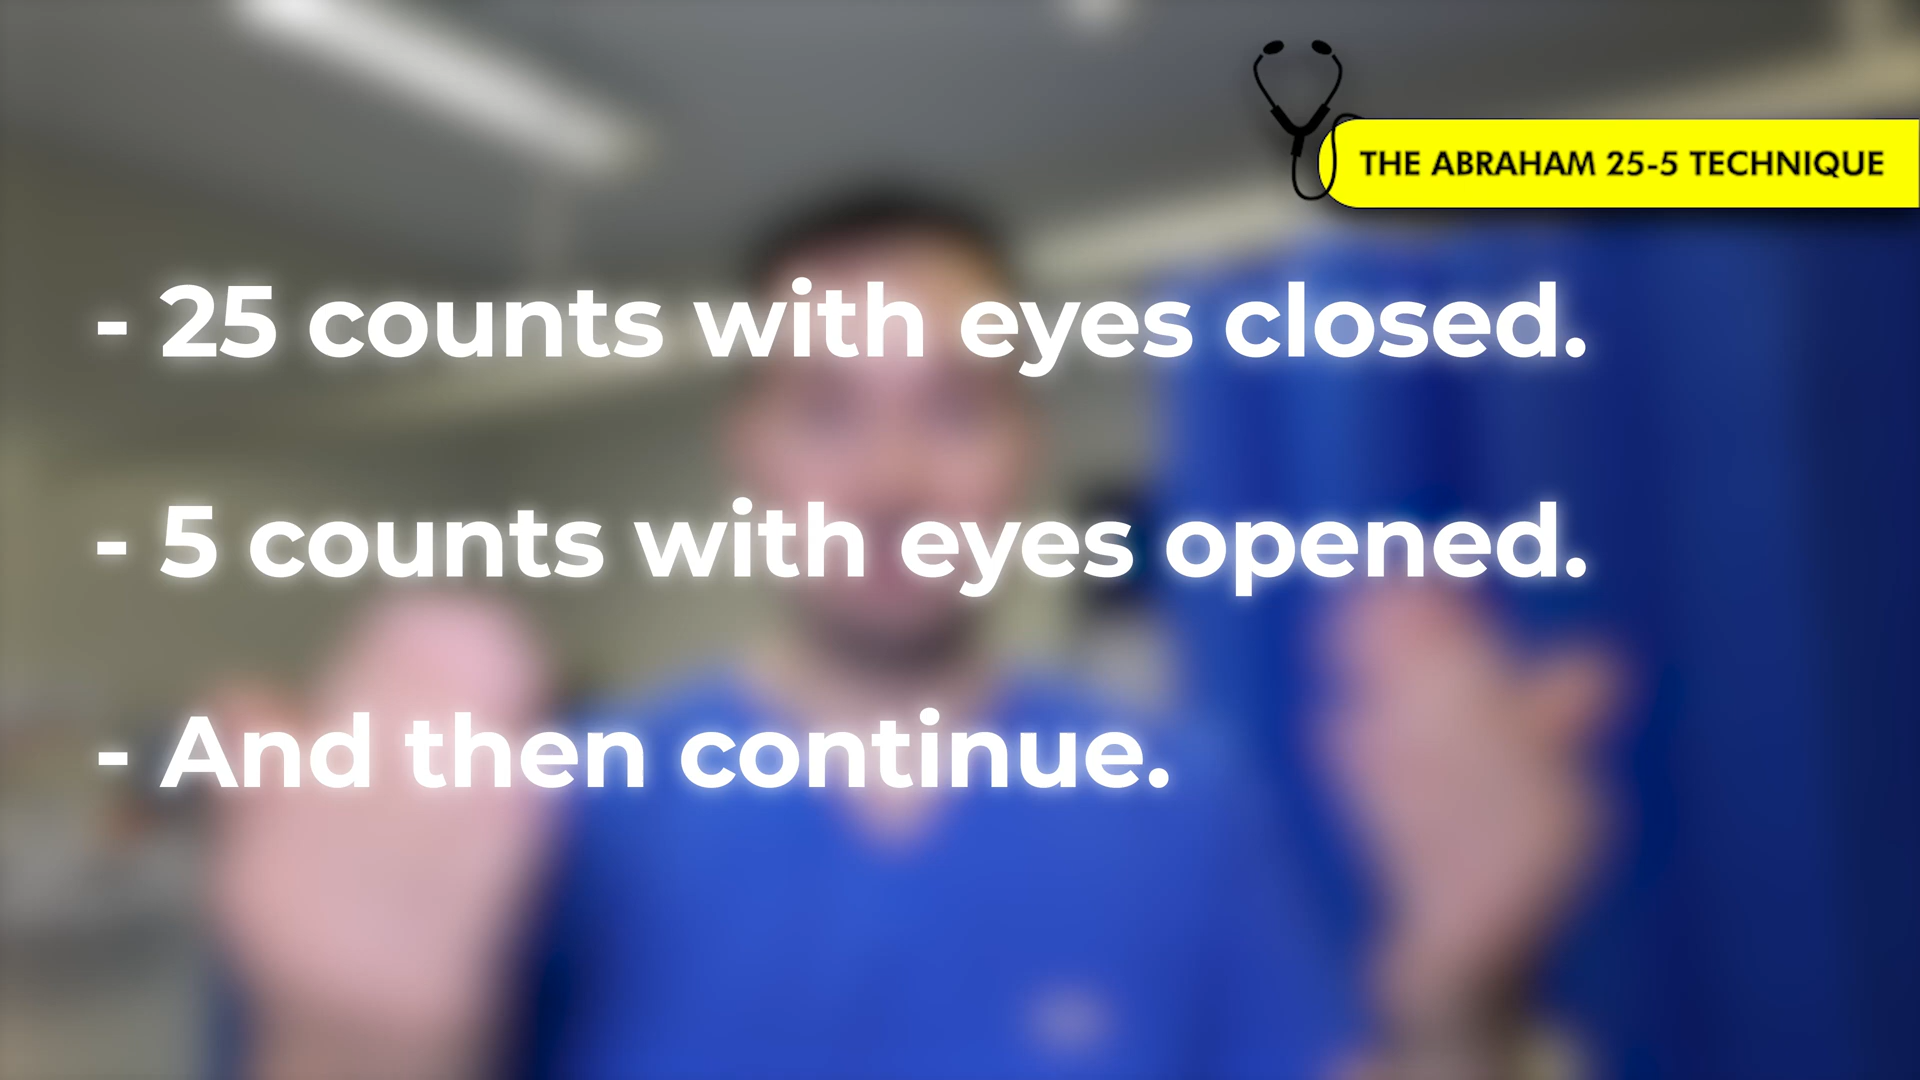 THE ABRAHAM 25-5 TECHNIQUE
- 25 counts with eyes closed.
- 5 counts with eyes opened.
- And then continue.